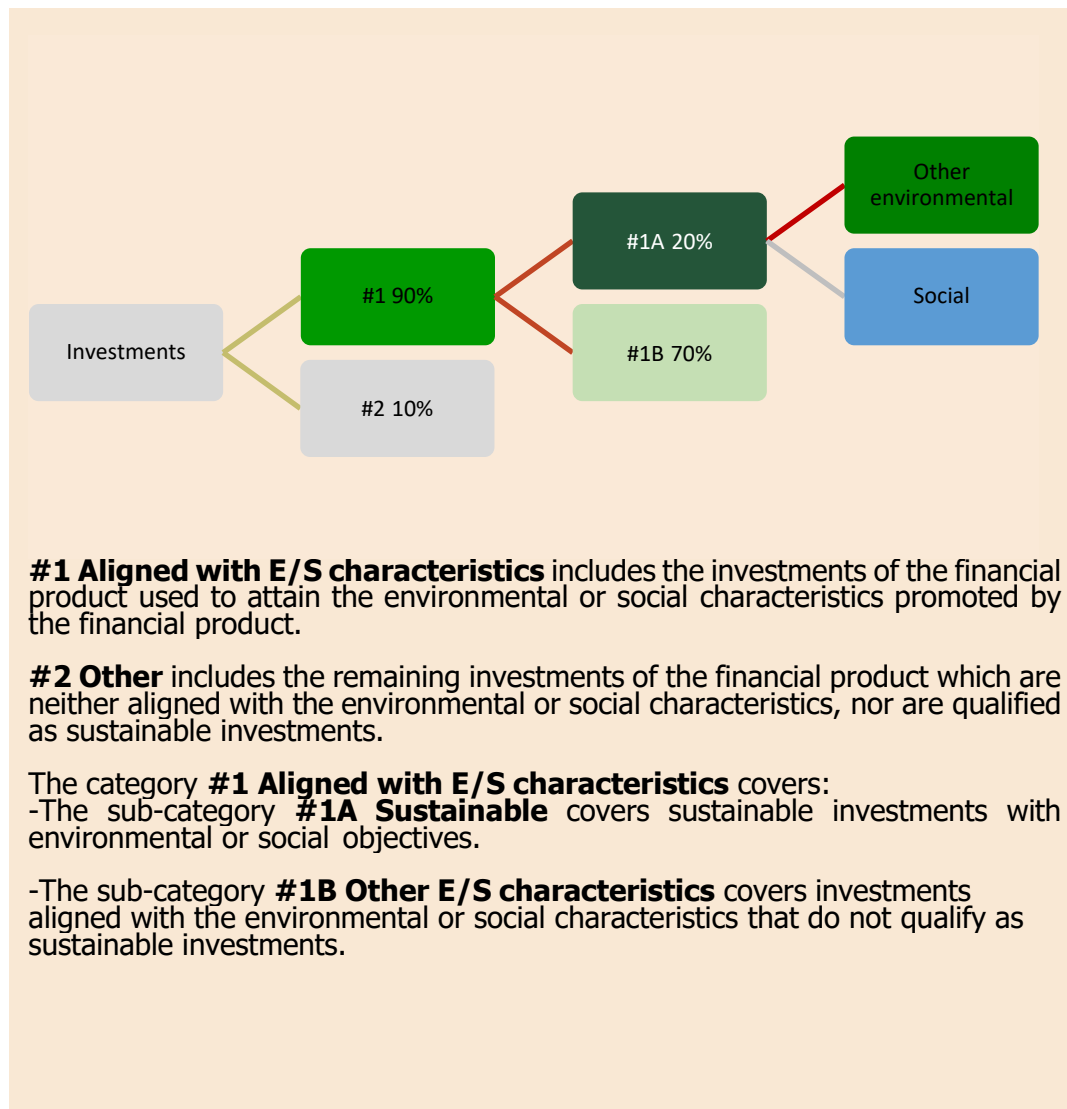 Other
environmental
#1A 20%
#1 90%
Social
Investments
#1B 70%
#2 10%
#1 Aligned with E/S characteristics includes the investments of the financial
product used to attain the environmental or social characteristics promoted by
the financial product.
#2 Other includes the remaining investments of the financial product which are
neither aligned with the environmental or social characteristics, nor are qualified
as sustainable investments.
The category #1 Aligned with E/S characteristics covers:
-The sub-category #1A Sustainable covers sustainable investments with
environmental or social objectives.
-The sub-category #1B Other E/S characteristics covers investments
aligned with the environmental or social characteristics that do not qualify as
sustainable investments.